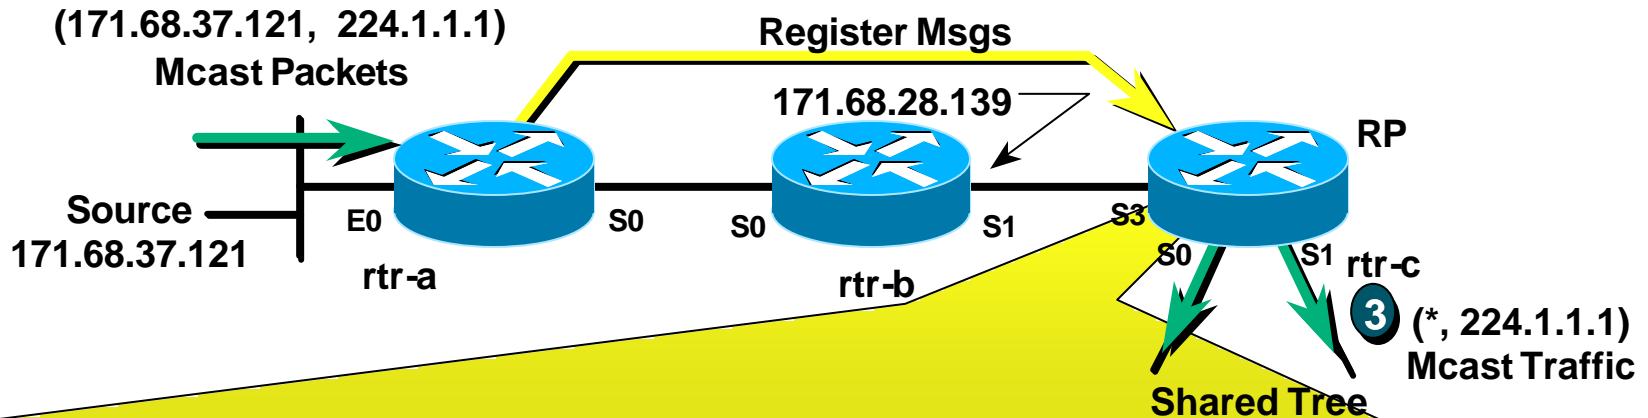 (171.68.37.121, 224.1.1.1)
Mcast Packets
Register Msgs
171.68.28.139
RP
Source
171.68.37.121
E0
S0
S0
S1
S3
S0
S1
rtr-a
rtr-b
rtr-c
3
(*, 224.1.1.1)
Mcast Traffic
Shared Tree